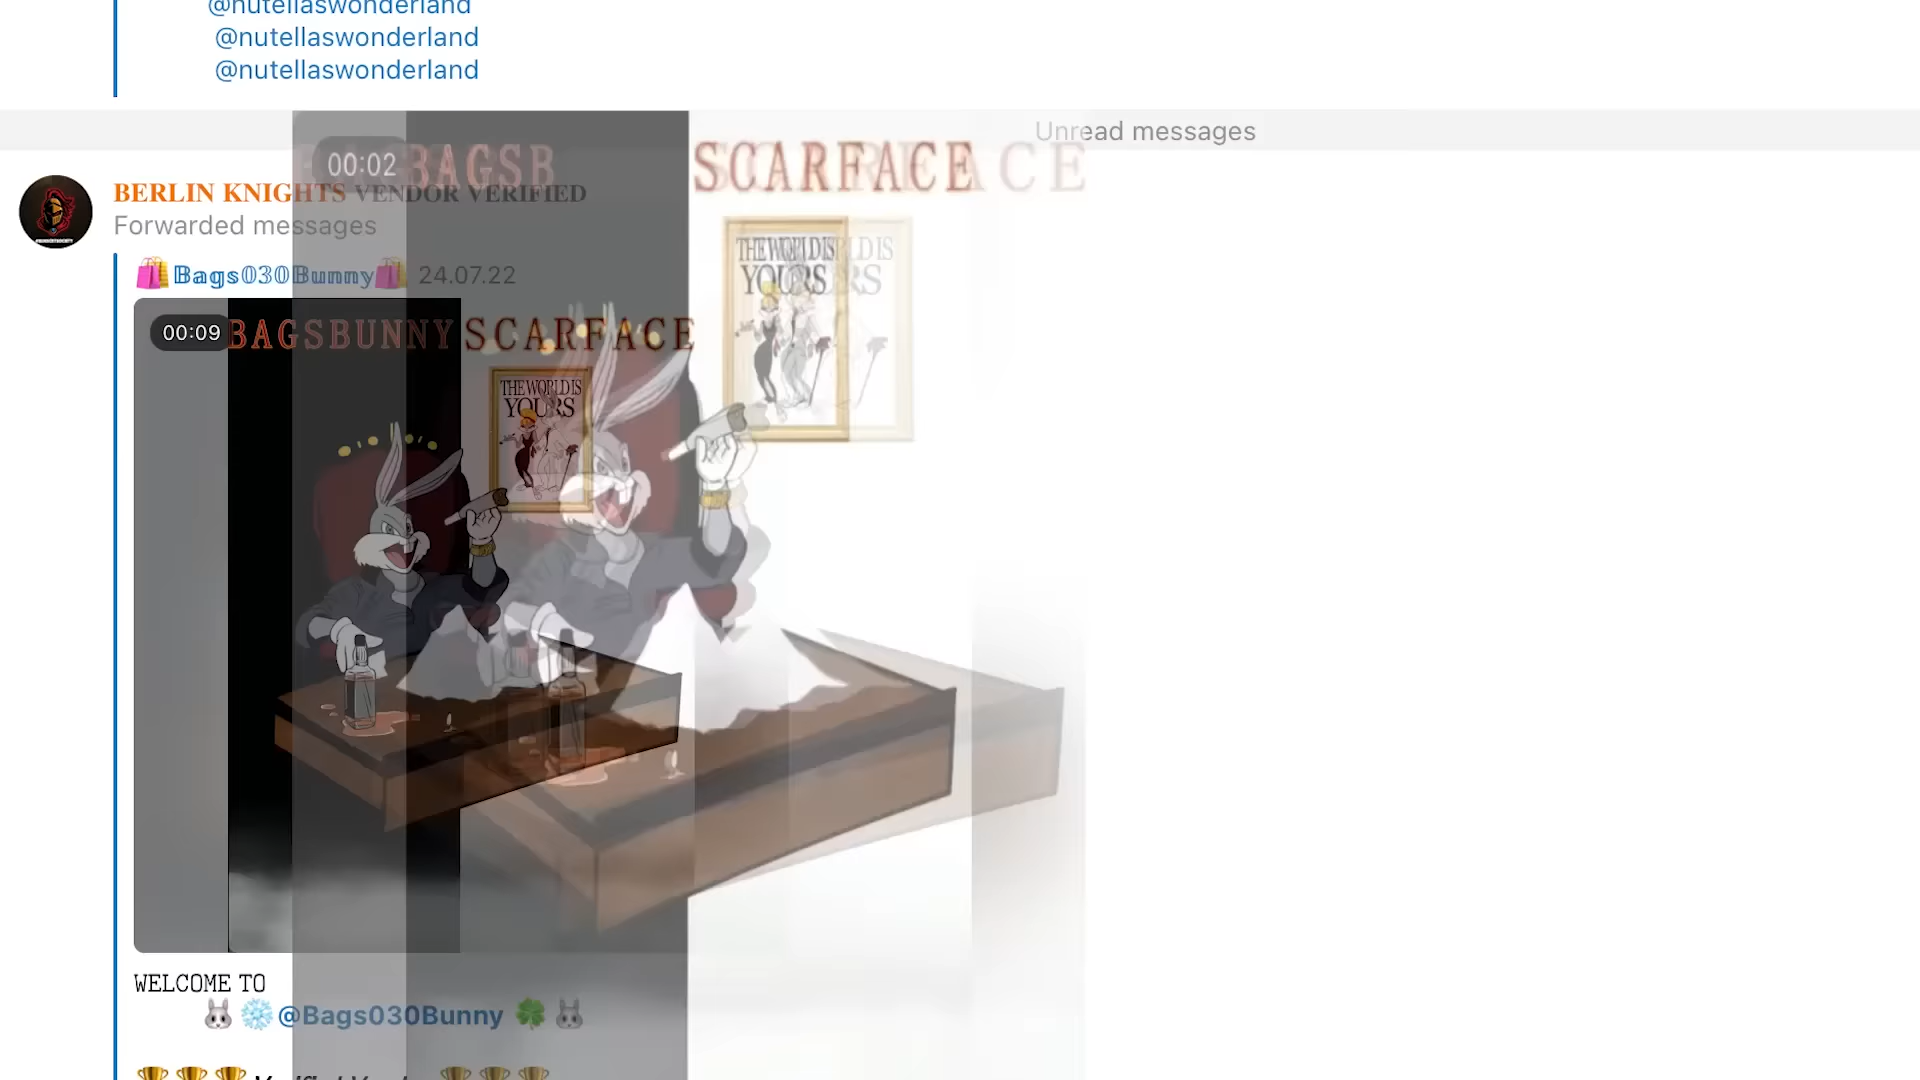 @nutellaswonderland
@nutellaswonderland
@nutellaswonderland
Unread messages
00:02 BAGSB SCARFACE
BERLIN KNIGHTS VENDOR VERIFIED
Forwarded messages
THE WORLD IS
YOURS
🛍️𝔹𝕒𝕘𝕤𝟘𝟛𝟘𝔹𝕦𝕟𝕟𝕪🛍️ 24.07.22
00:09 BAGSBUNNY SCARFACE
THE WORLD IS
YOURS
WELCOME TO
🐰❄️@Bags030Bunny 🍀🐰
🏆🏆🏆 🏆🏆🏆